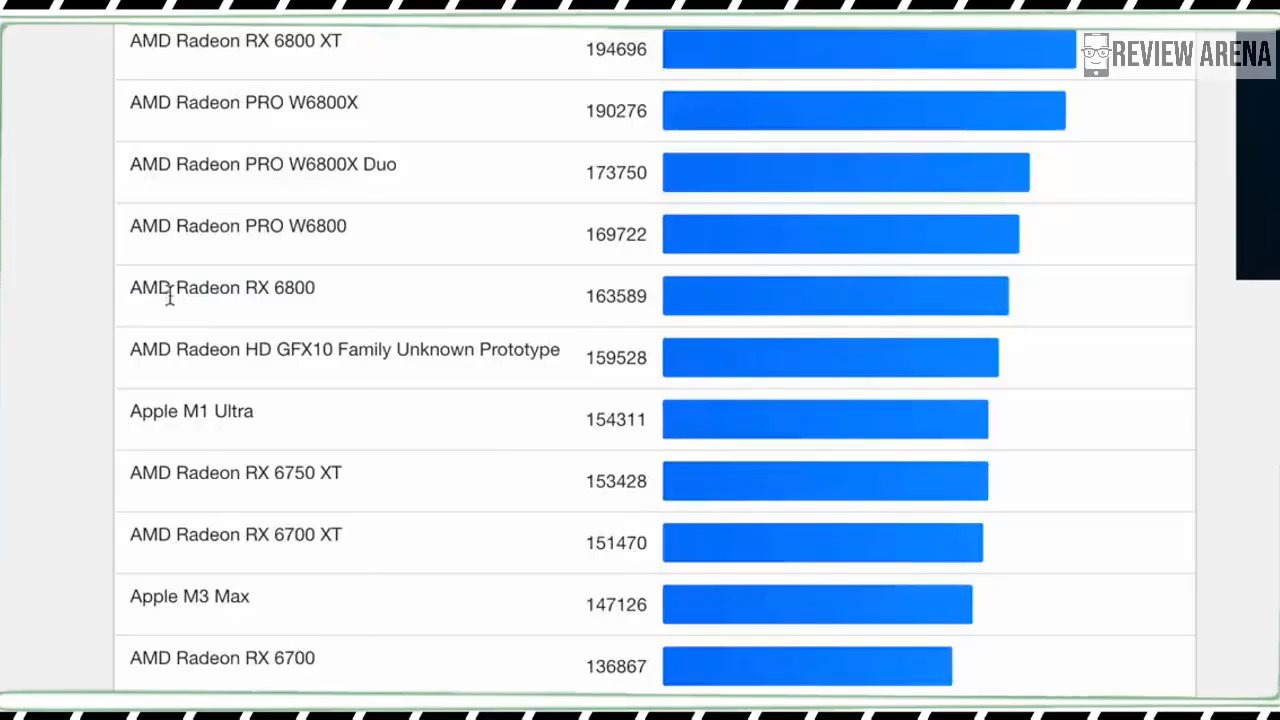 AMD Radeon RX 6800 XT 194696
REVIEW ARENA
AMD Radeon PRO W6800X 190276
AMD Radeon PRO W6800X Duo 173750
AMD Radeon PRO W6800 169722
AMD Radeon RX 6800 163589
AMD Radeon HD GFX10 Family Unknown Prototype 159528
Apple M1 Ultra 154311
AMD Radeon RX 6750 XT 153428
AMD Radeon RX 6700 XT 151470
Apple M3 Max 147126
AMD Radeon RX 6700 136867